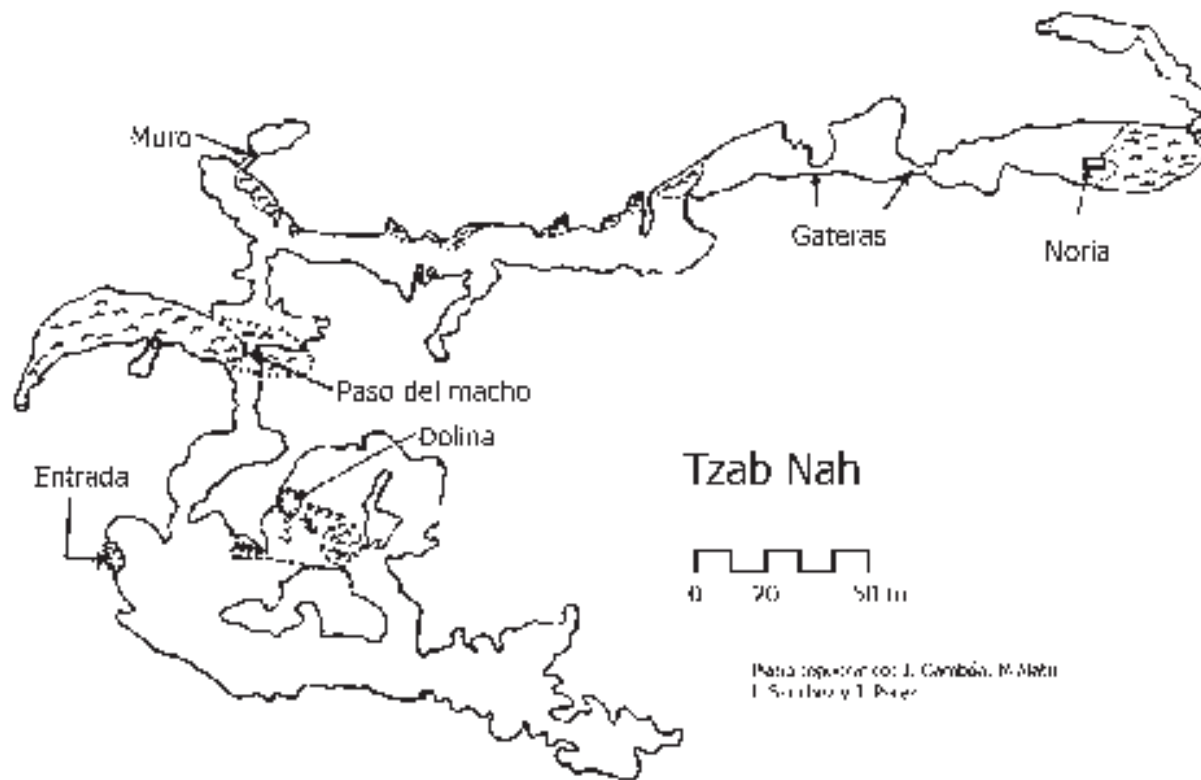 Muro
Gateras
Noria
Paso del macho
Dolina
Entrada
Tzab Nah
0 20 50 m
J.
y